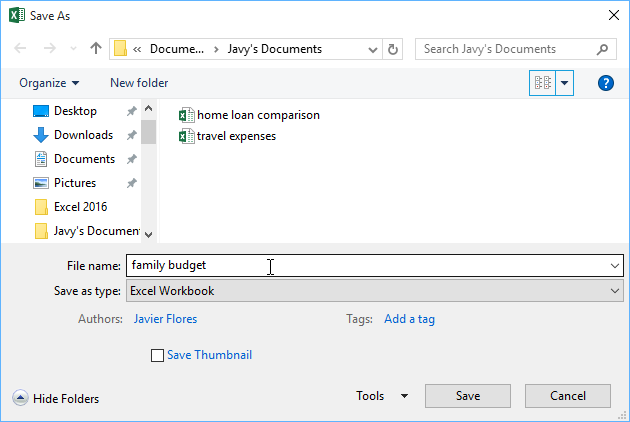 Save As
« Docume... › Javy's Documents
Search Javy's Documents
Organize
New folder
?
Desktop
Downloads
Documents
Pictures
Excel 2016
Javy's Documen
home loan comparison
travel expenses
File name: family budget
Save as type: Excel Workbook
Authors: Javier Flores
Tags: Add a tag
Save Thumbnail
Hide Folders
Tools
Save
Cancel